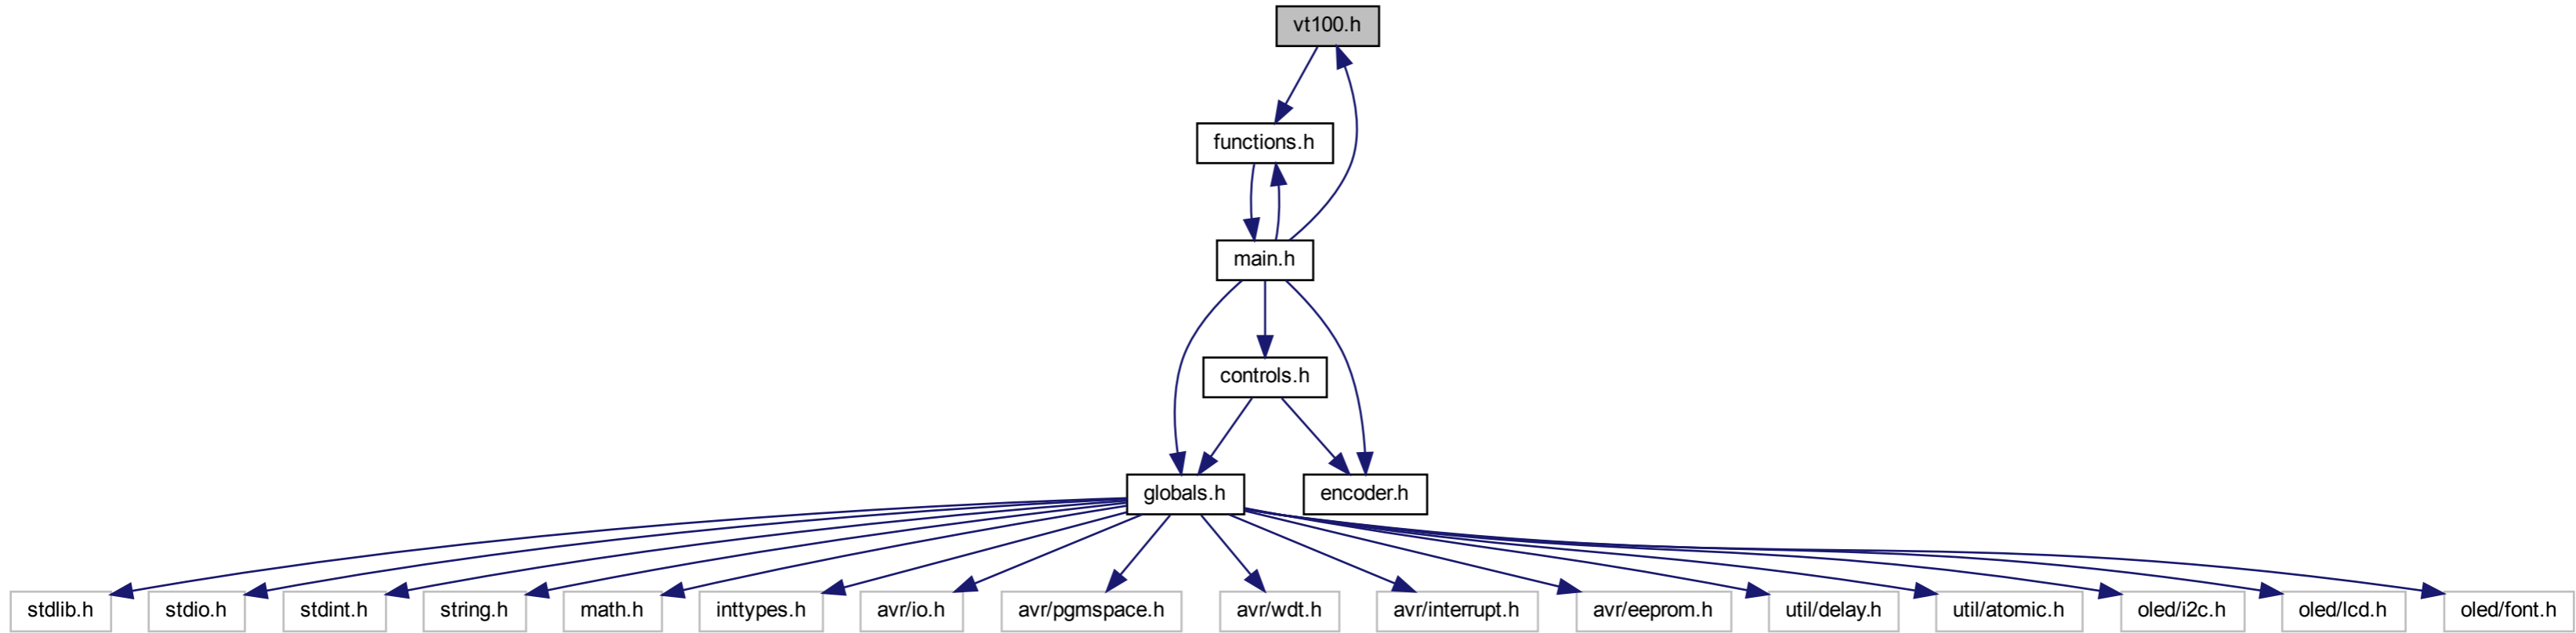 vt100.h
functions.h
main.h
controls.h
globals.h
encoder.h
stdlib.h
stdio.h
stdint.h
string.h
math.h
inttypes.h
avr/io.h
avr/pgmspace.h
avr/wdt.h
avr/interrupt.h
avr/eeprom.h
util/delay.h
util/atomic.h
oled/i2c.h
oled/lcd.h
oled/font.h